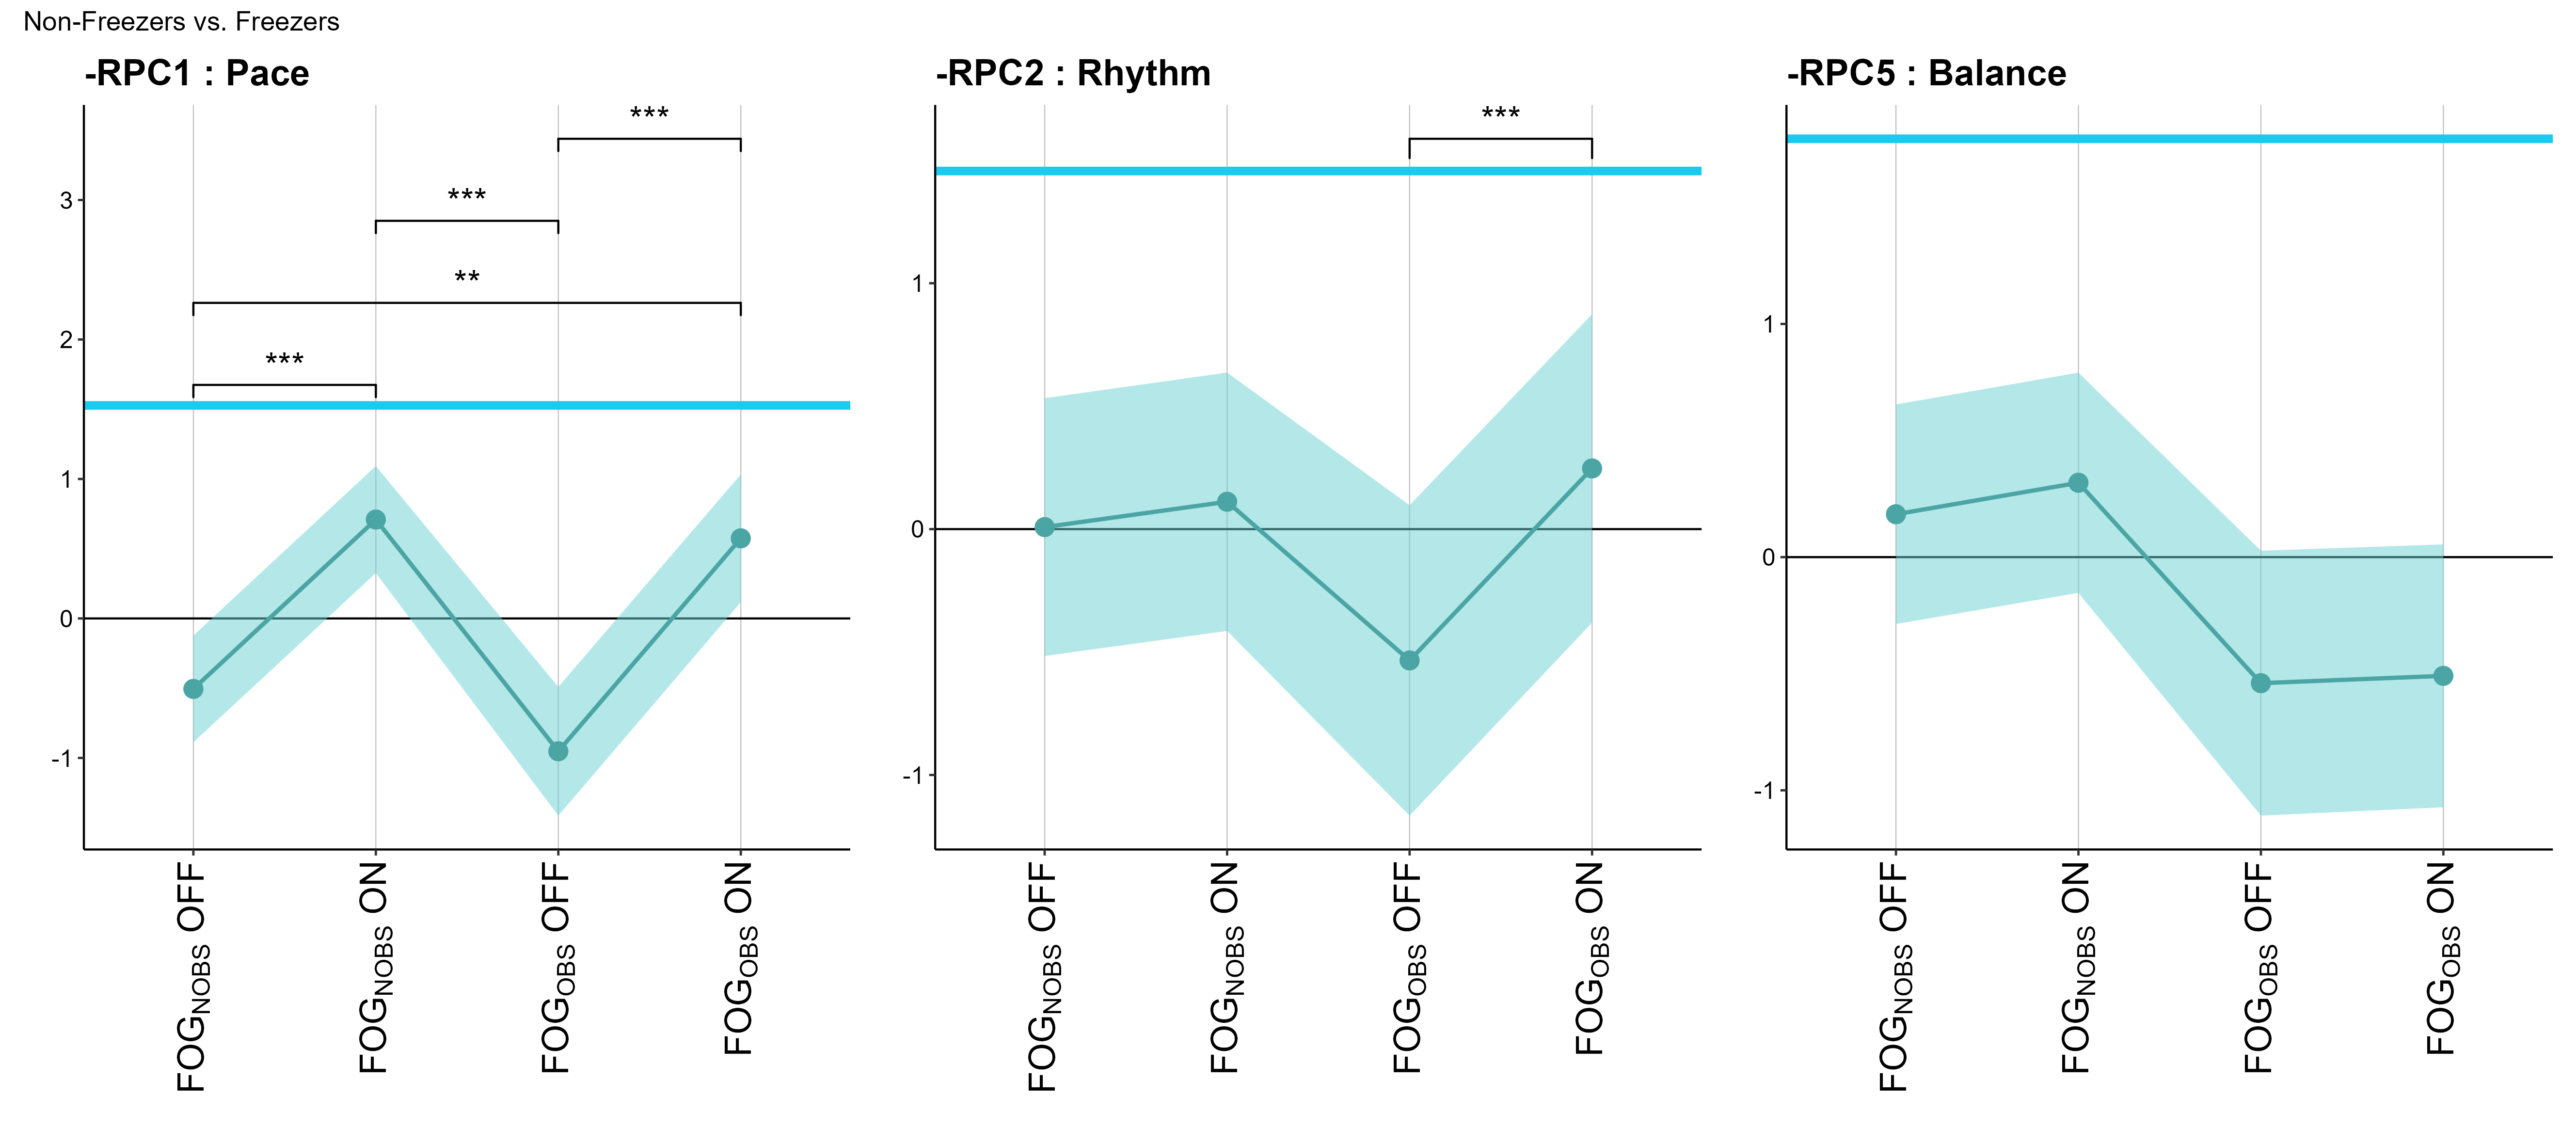 Non-Freezers vs. Freezers
-RPC1 : Pace
***
***
**
***
3
2
1
0
-1
FOGNOBS OFF
FOGNOBS ON
FOGOBS OFF
FOGOBS ON
-RPC2 : Rhythm
***
1
0
-1
FOGNOBS OFF
FOGNOBS ON
FOGOBS OFF
FOGOBS ON
-RPC5 : Balance
1
0
-1
FOGNOBS OFF
FOGNOBS ON
FOGOBS OFF
FOGOBS ON